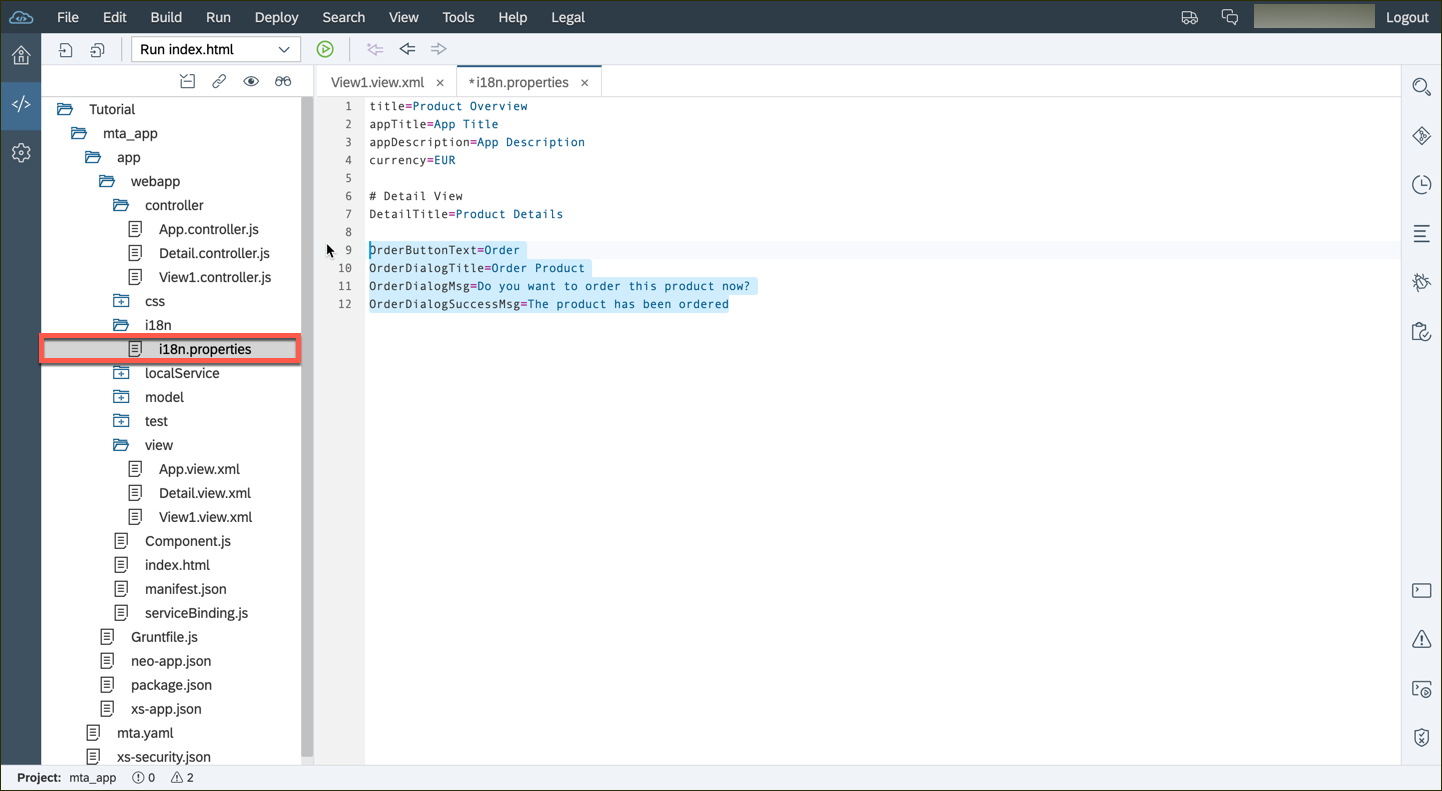 File Edit Build Run Deploy Search View Tools Help Legal Logout
Run index.html
View1.view.xml × *i18n.properties ×
Tutorial
mta_app
app
webapp
controller
App.controller.js
Detail.controller.js
View1.controller.js
css
i18n
i18n.properties
localService
model
test
view
App.view.xml
Detail.view.xml
View1.view.xml
Component.js
index.html
manifest.json
serviceBinding.js
Gruntfile.js
neo-app.json
package.json
xs-app.json
mta.yaml
xs-security.json
1 title=Product Overview
2 appTitle=App Title
3 appDescription=App Description
4 currency=EUR
5
6 # Detail View
7 DetailTitle=Product Details
8
9 OrderButtonText=Order
10 OrderDialogTitle=Order Product
11 OrderDialogMsg=Do you want to order this product now?
12 OrderDialogSuccessMsg=The product has been ordered
Project: mta_app 0 2